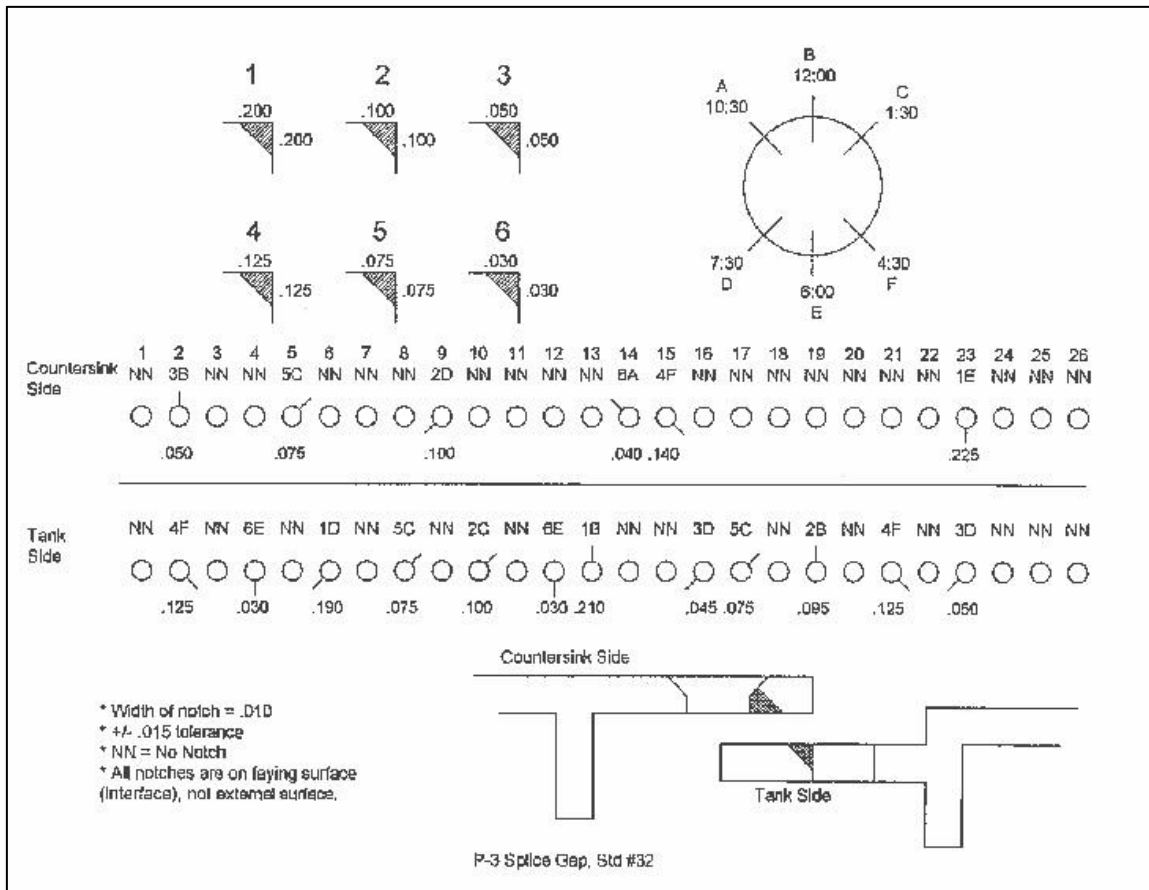 1 2 3
.200 .100 .050
.200 .100 .050
4 5 6
.125 .075 .030
.125 .075 .030
B
12:00
A C
10:30 1:30
7:30 4:30
D F
6:00
E
1 2 3 4 5 6 7 8 9 10 11 12 13 14 15 16 17 18 19 20 21 22 23 24 25 26
Countersink Side
NN 3B NN NN 5C NN NN NN 2D NN NN NN NN 6A 4F NN NN NN NN NN NN NN 1E NN NN NN
.050 .075 .100 .040 .140 .225
Tank Side
NN 4F NN 6E NN 1D NN 5C NN 2C NN 6E 1B NN NN 3D 5C NN 2B NN 4F NN 3D NN NN NN
.125 .030 .190 .075 .100 .030 .210 .045 .075 .095 .125 .050
Countersink Side
Tank Side
* Width of notch = .010
* +/- .015 tolerance
* NN = No Notch
* All notches are on faying surface
(interface), not external surface.
P-3 Splice Gap, Std #32